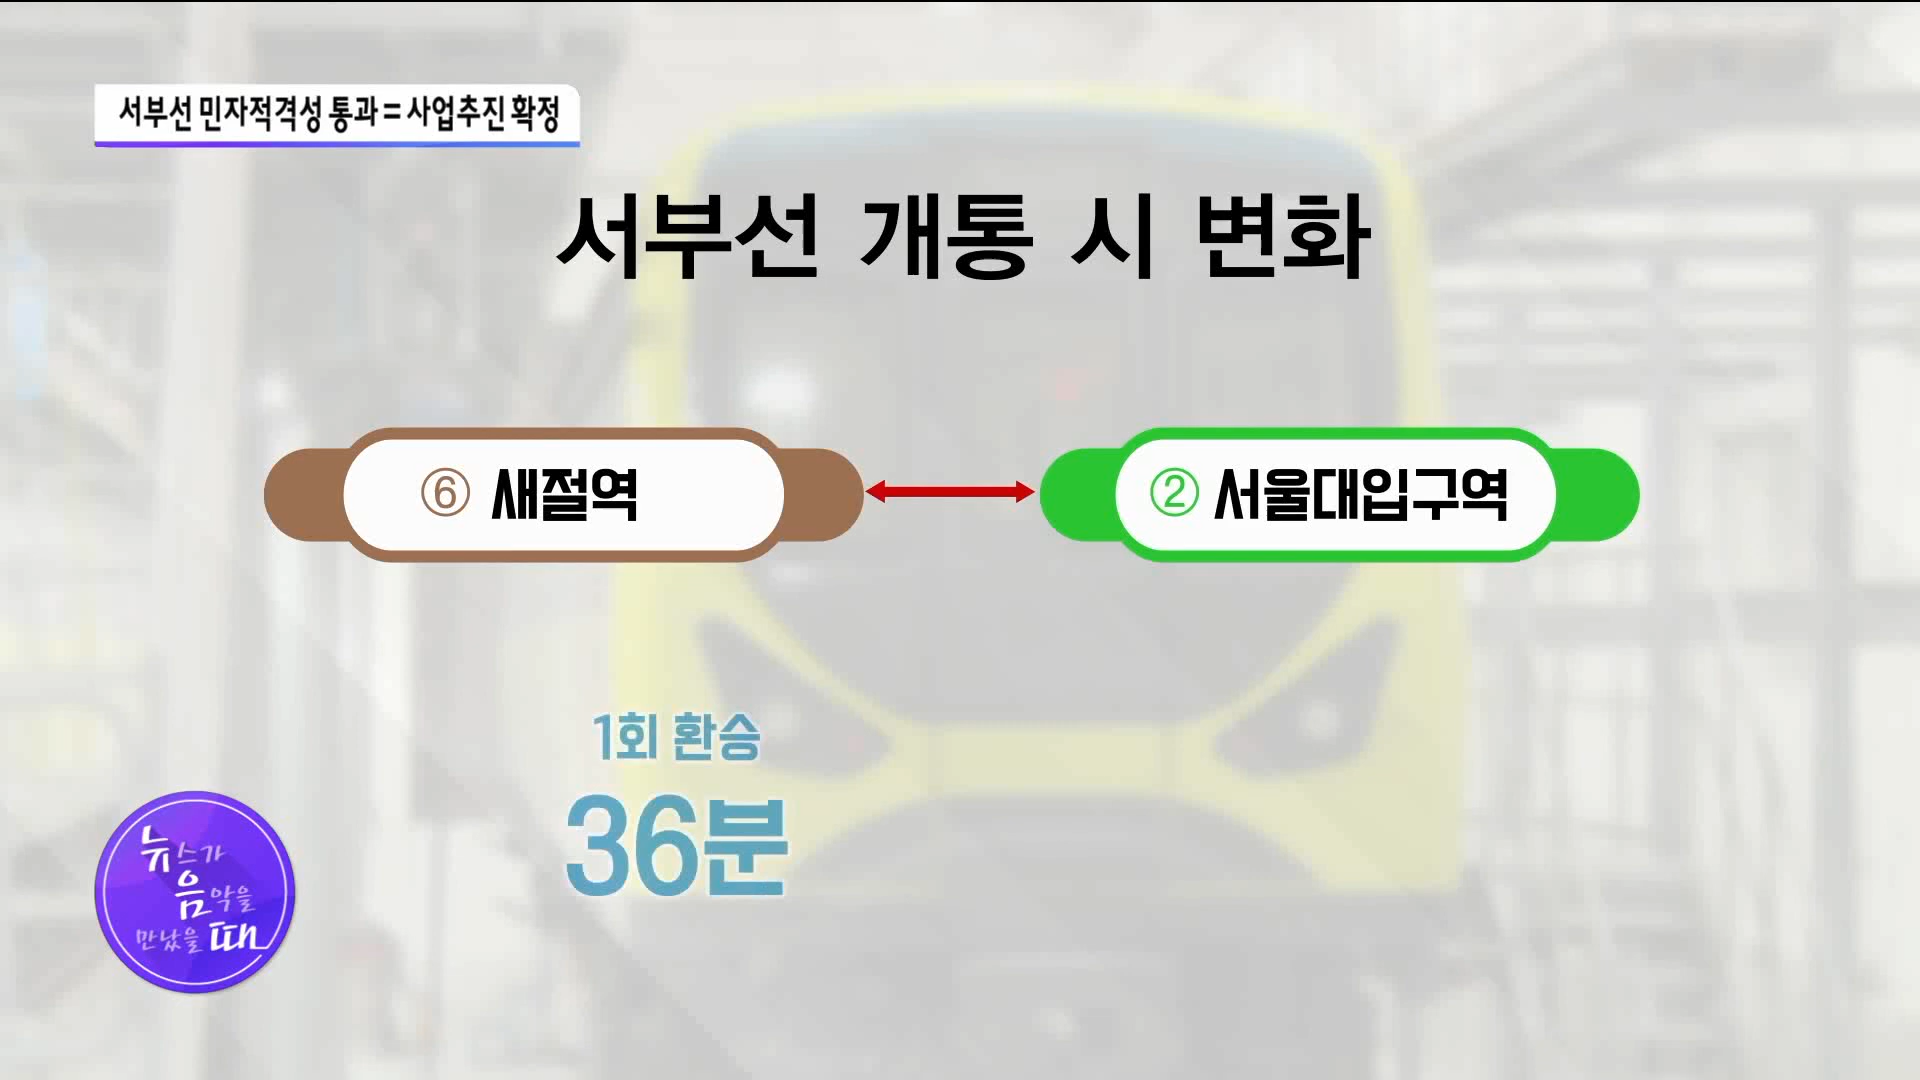 서부선 민자적격성 통과 = 사업추진 확정
서부선 개통 시 변화
⑥ 새절역
② 서울대입구역
1회 환승
36분
뉴스가
음악을
만났을 때